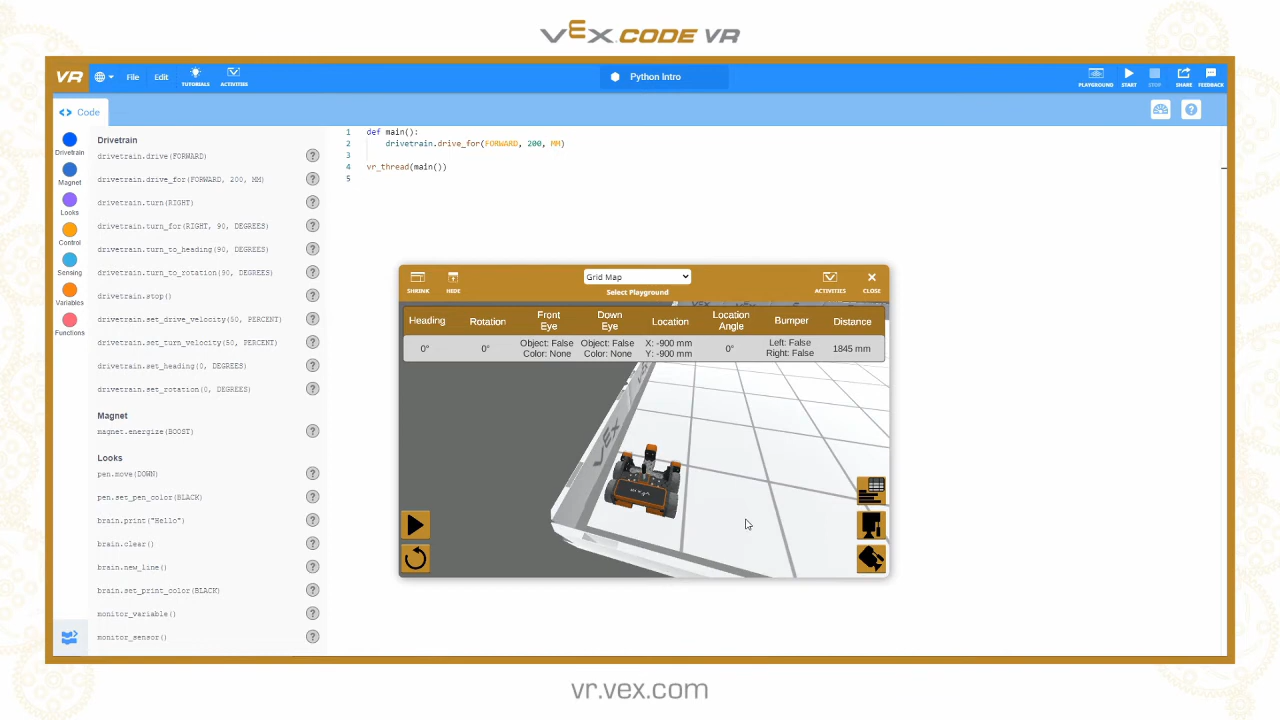 VEX CODE VR
VR File Edit TUTORIALS ACTIVITIES Python Intro PLAYGROUND START STOP SHARE FEEDBACK
<> Code
Drivetrain
Magnet
Looks
Control
Sensing
Variables
Functions
Drivetrain
drivetrain.drive(FORWARD) ?
drivetrain.drive_for(FORWARD, 200, MM) ?
drivetrain.turn(RIGHT) ?
drivetrain.turn_for(RIGHT, 90, DEGREES) ?
drivetrain.turn_to_heading(90, DEGREES) ?
drivetrain.turn_to_rotation(90, DEGREES) ?
drivetrain.stop() ?
drivetrain.set_drive_velocity(50, PERCENT) ?
drivetrain.set_turn_velocity(50, PERCENT) ?
drivetrain.set_heading(0, DEGREES) ?
drivetrain.set_rotation(0, DEGREES) ?
Magnet
magnet.energize(BOOST) ?
Looks
pen.move(DOWN) ?
pen.set_pen_color(BLACK) ?
brain.print("Hello") ?
brain.clear() ?
brain.new_line() ?
brain.set_print_color(BLACK) ?
monitor_variable() ?
monitor_sensor() ?
1 def main():
2 drivetrain.drive_for(FORWARD, 200, MM)
3
4 vr_thread(main())
5
SHRINK HIDE Grid Map ACTIVITIES CLOSE
Select Playground
Heading Rotation Front Eye Down Eye Location Location Angle Bumper Distance
0° 0° Object: False Object: False X: -900 mm 0° Left: False 1845 mm
Color: None Color: None Y: -900 mm Right: False
VEX
vr.vex.com